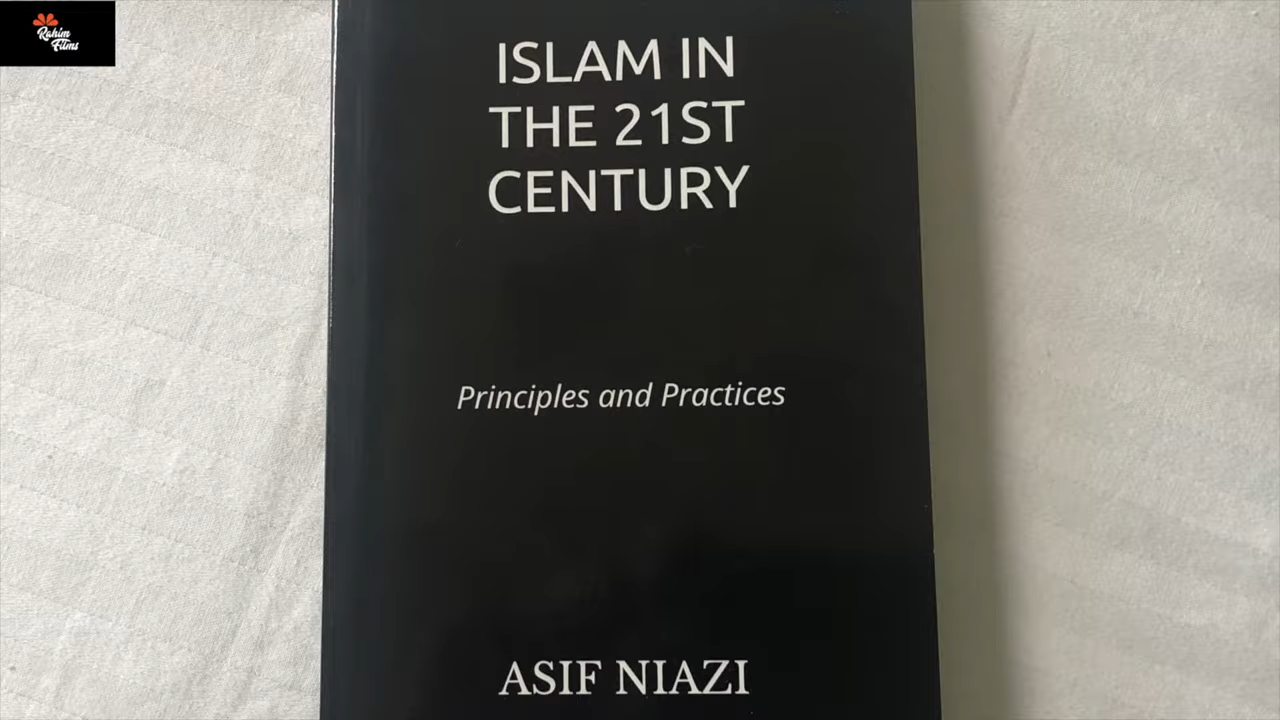 Rahim
Films
ISLAM IN
THE 21ST
CENTURY
Principles and Practices
ASIF NIAZI